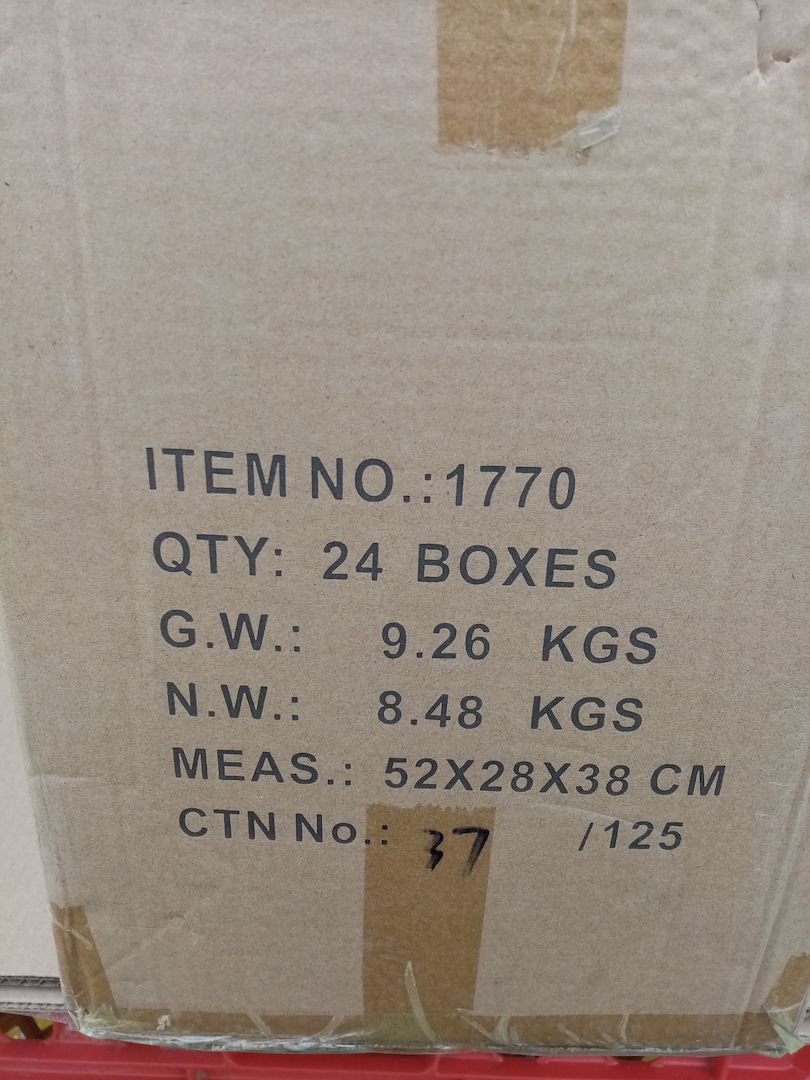 ITEM NO.:1770
QTY: 24 BOXES
G.W.: 9.26 KGS
N.W.: 8.48 KGS
MEAS.: 52X28X38 CM
CTN No.: 37 /125